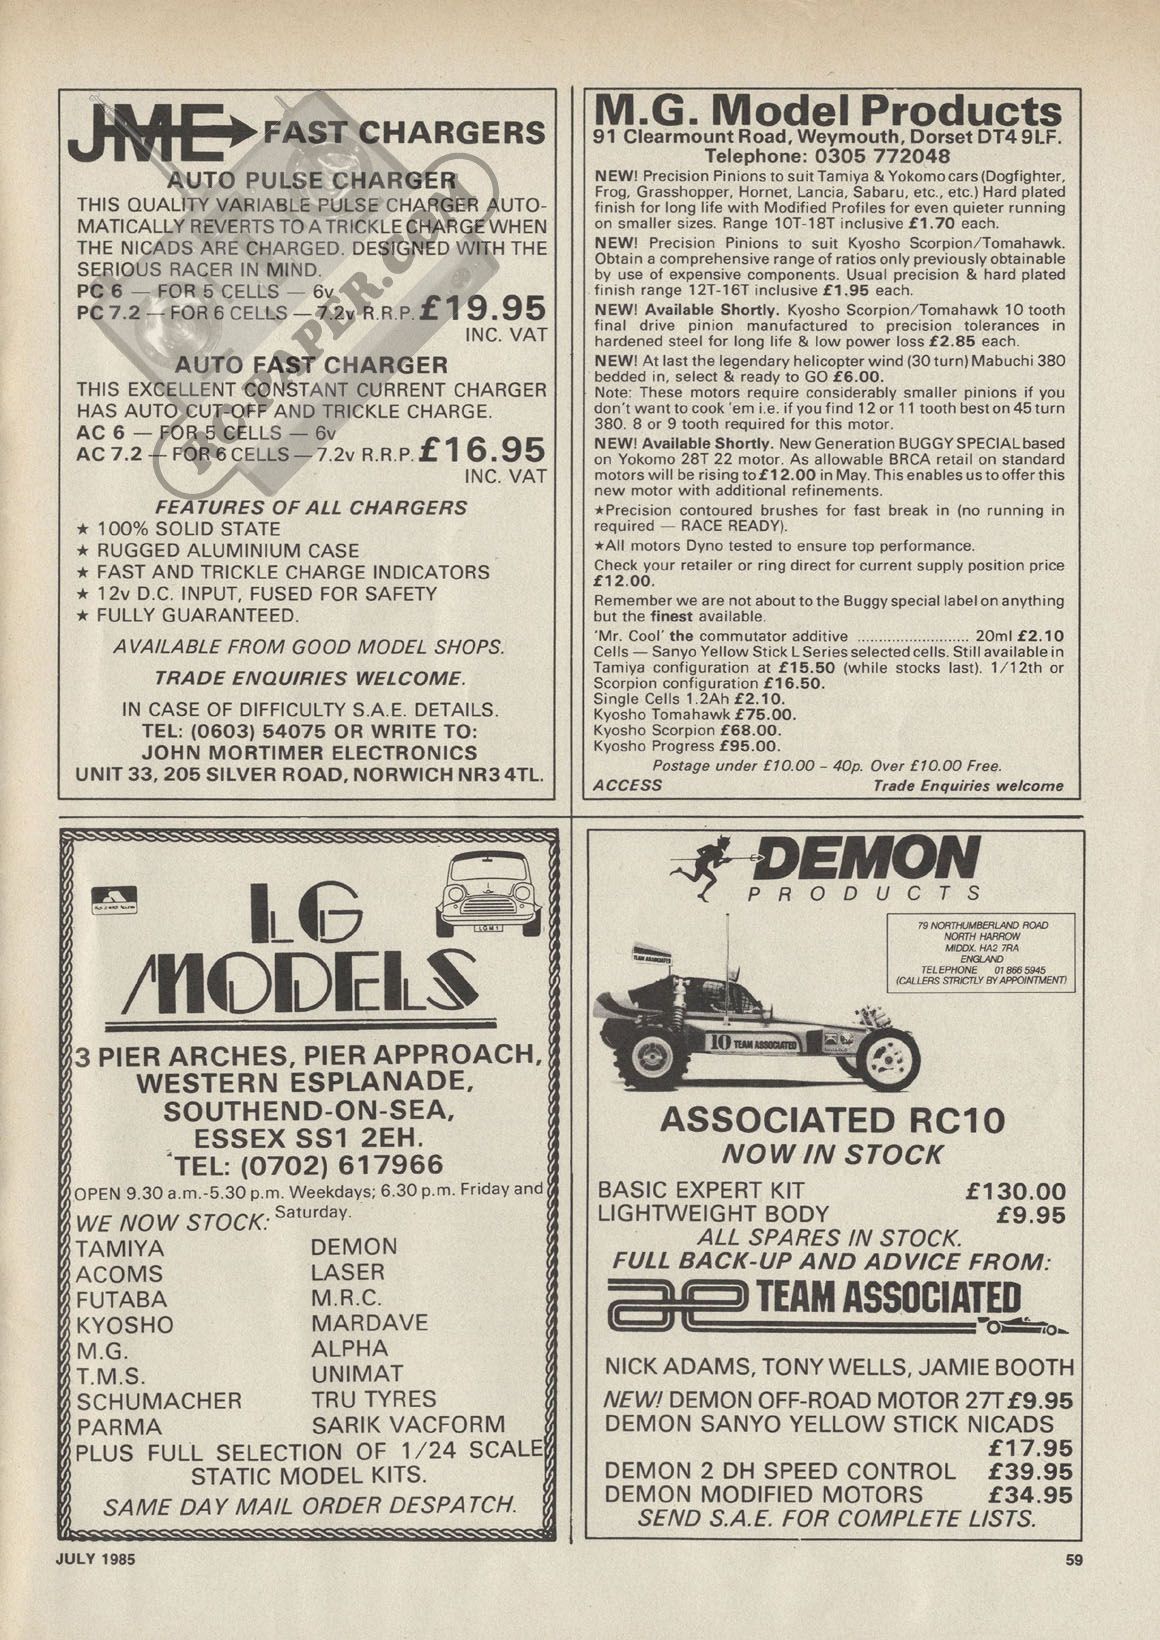 JME FAST CHARGERS
AUTO PULSE CHARGER
THIS QUALITY VARIABLE PULSE CHARGER AUTO-
MATICALLY REVERTS TO A TRICKLE CHARGE WHEN
THE NICADS ARE CHARGED. DESIGNED WITH THE
SERIOUS RACER IN MIND.
PC 6 — FOR 5 CELLS — 6v
PC 7.2 — FOR 6 CELLS — 7.2v R.R.P. £19.95
INC. VAT
AUTO FAST CHARGER
THIS EXCELLENT CONSTANT CURRENT CHARGER
HAS AUTO CUT-OFF AND TRICKLE CHARGE.
AC 6 — FOR 5 CELLS — 6v
AC 7.2 — FOR 6 CELLS — 7.2v R.R.P. £16.95
INC. VAT
FEATURES OF ALL CHARGERS
★ 100% SOLID STATE
★ RUGGED ALUMINIUM CASE
★ FAST AND TRICKLE CHARGE INDICATORS
★ 12v D.C. INPUT, FUSED FOR SAFETY
★ FULLY GUARANTEED.
AVAILABLE FROM GOOD MODEL SHOPS.
TRADE ENQUIRIES WELCOME.
IN CASE OF DIFFICULTY S.A.E. DETAILS.
TEL: (0603) 54075 OR WRITE TO:
JOHN MORTIMER ELECTRONICS
UNIT 33, 205 SILVER ROAD, NORWICH NR3 4TL.
RC-PAPER.COM
M.G. Model Products
91 Clearmount Road, Weymouth, Dorset DT4 9LF.
Telephone: 0305 772048
NEW! Precision Pinions to suit Tamiya & Yokomo cars (Dogfighter,
Frog, Grasshopper, Hornet, Lancia, Sabaru, etc., etc.) Hard plated
finish for long life with Modified Profiles for even quieter running
on smaller sizes. Range 10T-18T inclusive £1.70 each.
NEW! Precision Pinions to suit Kyosho Scorpion/Tomahawk.
Obtain a comprehensive range of ratios only previously obtainable
by use of expensive components. Usual precision & hard plated
finish range 12T-16T inclusive £1.95 each.
NEW! Available Shortly. Kyosho Scorpion/Tomahawk 10 tooth
final drive pinion manufactured to precision tolerances in
hardened steel for long life & low power loss £2.85 each.
NEW! At last the legendary helicopter wind (30 turn) Mabuchi 380
bedded in, select & ready to GO £6.00.
Note: These motors require considerably smaller pinions if you
don't want to cook 'em i.e. if you find 12 or 11 tooth best on 45 turn
380. 8 or 9 tooth required for this motor.
NEW! Available Shortly. New Generation BUGGY SPECIAL based
on Yokomo 28T 22 motor. As allowable BRCA retail on standard
motors will be rising to £12.00 in May. This enables us to offer this
new motor with additional refinements.
★Precision contoured brushes for fast break in (no running in
required — RACE READY).
★All motors Dyno tested to ensure top performance.
Check your retailer or ring direct for current supply position price
£12.00.
Remember we are not about to the Buggy special label on anything
but the finest available.
'Mr. Cool' the commutator additive .......................... 20ml £2.10
Cells — Sanyo Yellow Stick L Series selected cells. Still available in
Tamiya configuration at £15.50 (while stocks last). 1/12th or
Scorpion configuration £16.50.
Single Cells 1.2Ah £2.10.
Kyosho Tomahawk £75.00.
Kyosho Scorpion £68.00.
Kyosho Progress £95.00.
Postage under £10.00 - 40p. Over £10.00 Free.
ACCESS Trade Enquiries welcome
LG
MODELS
LGM 1
3 PIER ARCHES, PIER APPROACH,
WESTERN ESPLANADE,
SOUTHEND-ON-SEA,
ESSEX SS1 2EH.
TEL: (0702) 617966
OPEN 9.30 a.m.-5.30 p.m. Weekdays; 6.30 p.m. Friday and
Saturday.
WE NOW STOCK:
TAMIYA DEMON
ACOMS LASER
FUTABA M.R.C.
KYOSHO MARDAVE
M.G. ALPHA
T.M.S. UNIMAT
SCHUMACHER TRU TYRES
PARMA SARIK VACFORM
PLUS FULL SELECTION OF 1/24 SCALE
STATIC MODEL KITS.
SAME DAY MAIL ORDER DESPATCH.
DEMON
PRODUCTS
79 NORTHUMBERLAND ROAD
NORTH HARROW
MIDDX. HA2 7RA
ENGLAND
TELEPHONE 01 866 5945
(CALLERS STRICTLY BY APPOINTMENT)
TEAM ASSOCIATED
10 TEAM ASSOCIATED
ASSOCIATED RC10
NOW IN STOCK
BASIC EXPERT KIT £130.00
LIGHTWEIGHT BODY £9.95
ALL SPARES IN STOCK.
FULL BACK-UP AND ADVICE FROM:
TEAM ASSOCIATED
NICK ADAMS, TONY WELLS, JAMIE BOOTH
NEW! DEMON OFF-ROAD MOTOR 27T £9.95
DEMON SANYO YELLOW STICK NICADS
£17.95
DEMON 2 DH SPEED CONTROL £39.95
DEMON MODIFIED MOTORS £34.95
SEND S.A.E. FOR COMPLETE LISTS.
JULY 1985 59